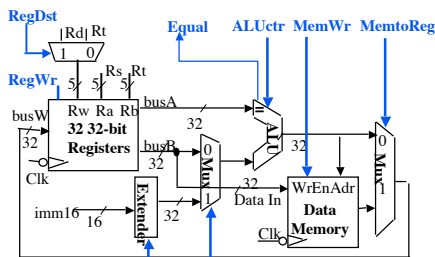 RegDst
Rd Rt
Equal
ALUctr MemWr MemtoReg
1 0
RegWr
5 5 Rs 5 Rt
busW
Rw Ra Rb
busA
32
32 32-bit
Registers
busB
32
32
Clk
0
Mux
1
=
ALU
32
0
Mux
1
imm16
16
Extender
32
32
Data In
WrEn Adr
Data
Memory
Clk